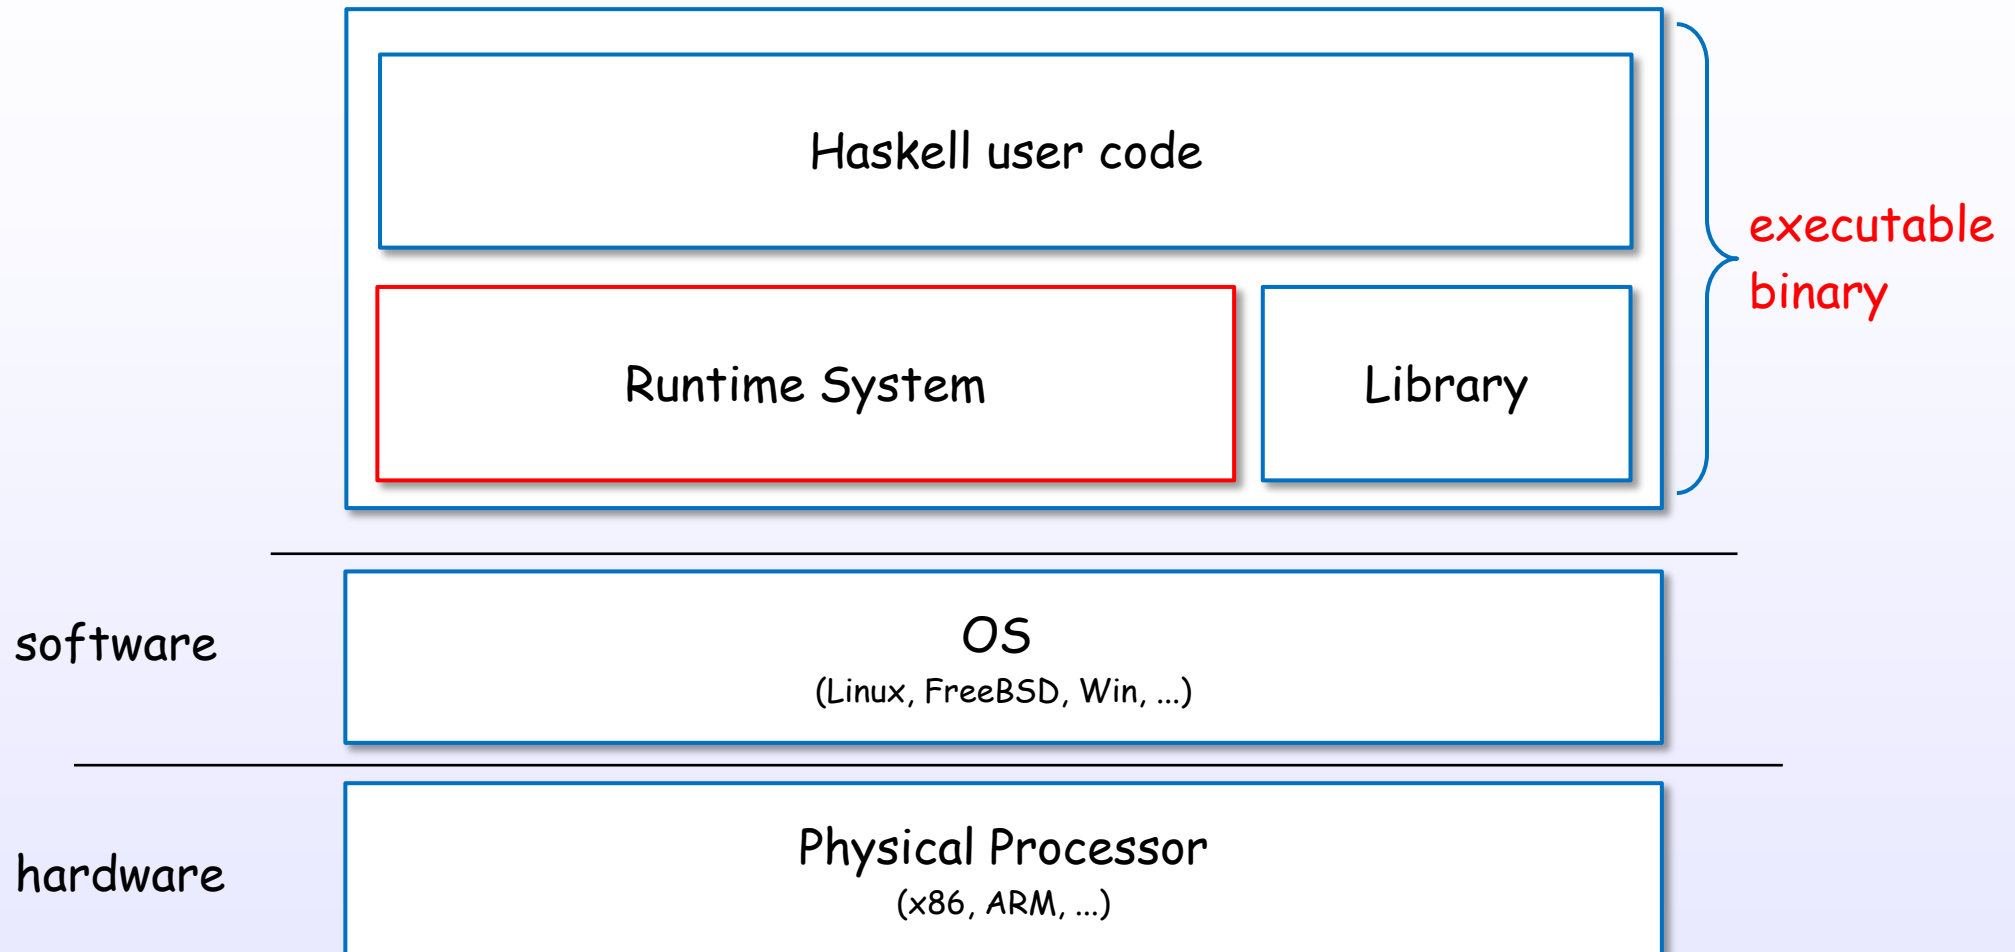 Haskell user code
executable
binary
Runtime System
Library
software
OS
(Linux, FreeBSD, Win, ...)
hardware
Physical Processor
(x86, ARM, ...)